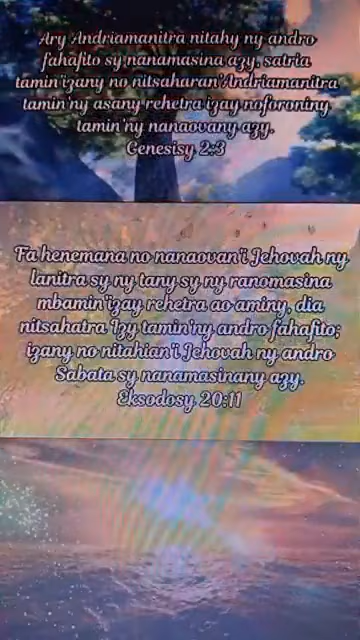 Ary Andriamanitra nitahy ny andro
fahafito sy nanamasina azy, satria
tamin'izany no nitsaharan'Andriamanitra
tamin'ny asany rehetra izay noforoniny
tamin'ny nanaovany azy.
Genesisy 2:3
Fa henemana no nanaovan'i Jehovah ny
lanitra sy ny tany sy ny ranomasina
mbamin'izay rehetra ao aminy, dia
nitsahatra Izy tamin'ny andro fahafito;
izany no nitahian'i Jehovah ny andro
Sabata sy nanamasinany azy.
Eksodosy 20:11